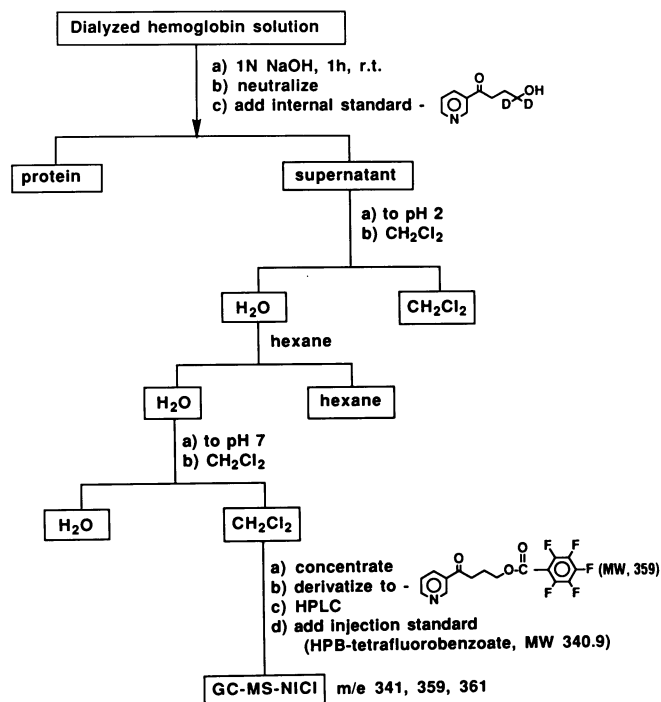 Dialyzed hemoglobin solution
a) 1N NaOH, 1h, r.t.
b) neutralize
c) add internal standard -
O
OH
D D
N
protein
supernatant
a) to pH 2
b) CH₂Cl₂
H₂O
CH₂Cl₂
hexane
H₂O
hexane
a) to pH 7
b) CH₂Cl₂
H₂O
CH₂Cl₂
a) concentrate
b) derivatize to -
c) HPLC
d) add injection standard
(HPB-tetrafluorobenzoate, MW 340.9)
O
O
O-C
N
F
F
F
F
F
(MW, 359)
GC-MS-NICI
m/e 341, 359, 361